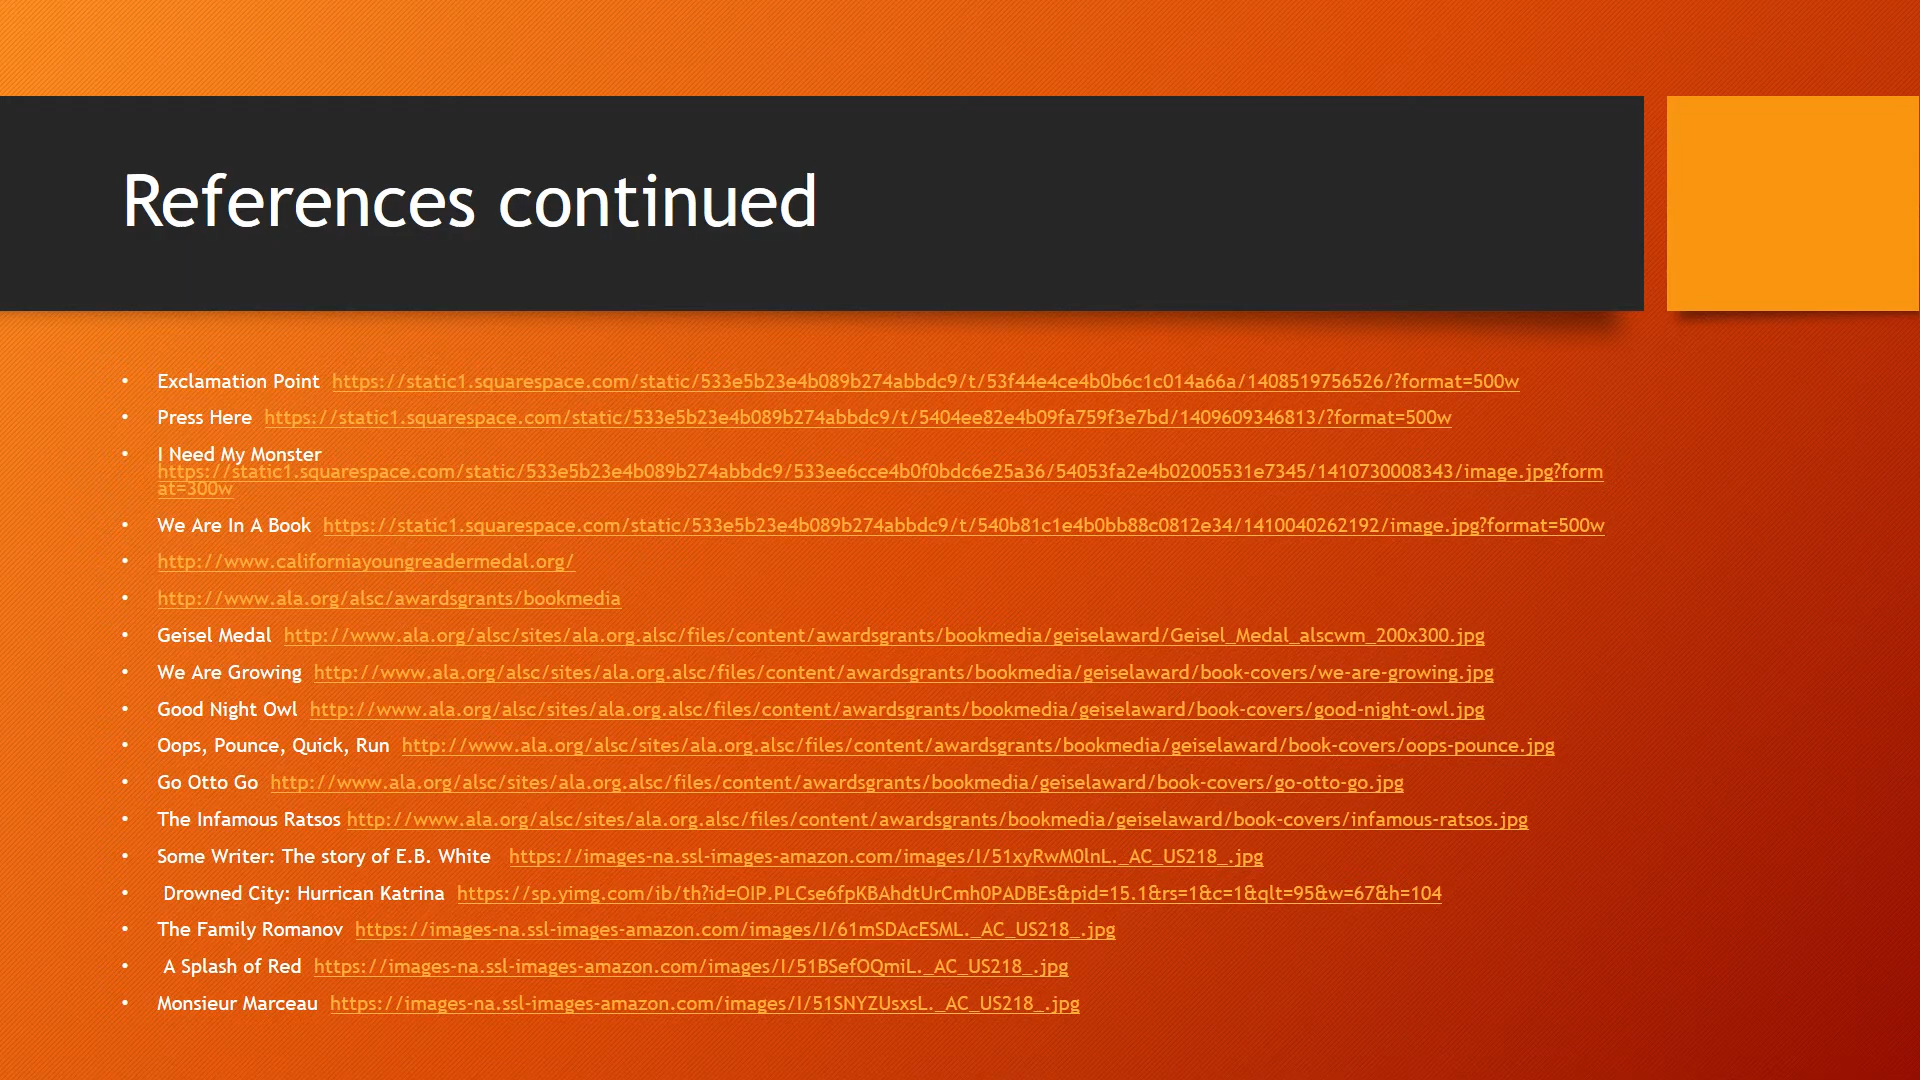 References continued
• Exclamation Point https://static1.squarespace.com/static/533e5b23e4b089b274abbdc9/t/53f44e4ce4b0b6c1c014a66a/1408519756526/?format=500w
• Press Here https://static1.squarespace.com/static/533e5b23e4b089b274abbdc9/t/5404ee82e4b09fa759f3e7bd/1409609346813/?format=500w
• I Need My Monster
https://static1.squarespace.com/static/533e5b23e4b089b274abbdc9/533ee6cce4b0f0bdc6e25a36/54053fa2e4b02005531e7345/1410730008343/image.jpg?form
at=300w
• We Are In A Book https://static1.squarespace.com/static/533e5b23e4b089b274abbdc9/t/540b81c1e4b0bb88c0812e34/1410040262192/image.jpg?format=500w
• http://www.californiayoungreadermedal.org/
• http://www.ala.org/alsc/awardsgrants/bookmedia
• Geisel Medal http://www.ala.org/alsc/sites/ala.org.alsc/files/content/awardsgrants/bookmedia/geiselaward/Geisel_Medal_alscwm_200x300.jpg
• We Are Growing http://www.ala.org/alsc/sites/ala.org.alsc/files/content/awardsgrants/bookmedia/geiselaward/book-covers/we-are-growing.jpg
• Good Night Owl http://www.ala.org/alsc/sites/ala.org.alsc/files/content/awardsgrants/bookmedia/geiselaward/book-covers/good-night-owl.jpg
• Oops, Pounce, Quick, Run http://www.ala.org/alsc/sites/ala.org.alsc/files/content/awardsgrants/bookmedia/geiselaward/book-covers/oops-pounce.jpg
• Go Otto Go http://www.ala.org/alsc/sites/ala.org.alsc/files/content/awardsgrants/bookmedia/geiselaward/book-covers/go-otto-go.jpg
• The Infamous Ratsos http://www.ala.org/alsc/sites/ala.org.alsc/files/content/awardsgrants/bookmedia/geiselaward/book-covers/infamous-ratsos.jpg
• Some Writer: The story of E.B. White https://images-na.ssl-images-amazon.com/images/I/51xyRwM0lnL._AC_US218_.jpg
• Drowned City: Hurrican Katrina https://sp.yimg.com/ib/th?id=OIP.PLCse6fpKBAhdtUrCmh0PADBEs&pid=15.1&rs=1&c=1&qlt=95&w=67&h=104
• The Family Romanov https://images-na.ssl-images-amazon.com/images/I/61mSDAcESML._AC_US218_.jpg
• A Splash of Red https://images-na.ssl-images-amazon.com/images/I/51BSefOQmiL._AC_US218_.jpg
• Monsieur Marceau https://images-na.ssl-images-amazon.com/images/I/51SNYZUsxsL._AC_US218_.jpg